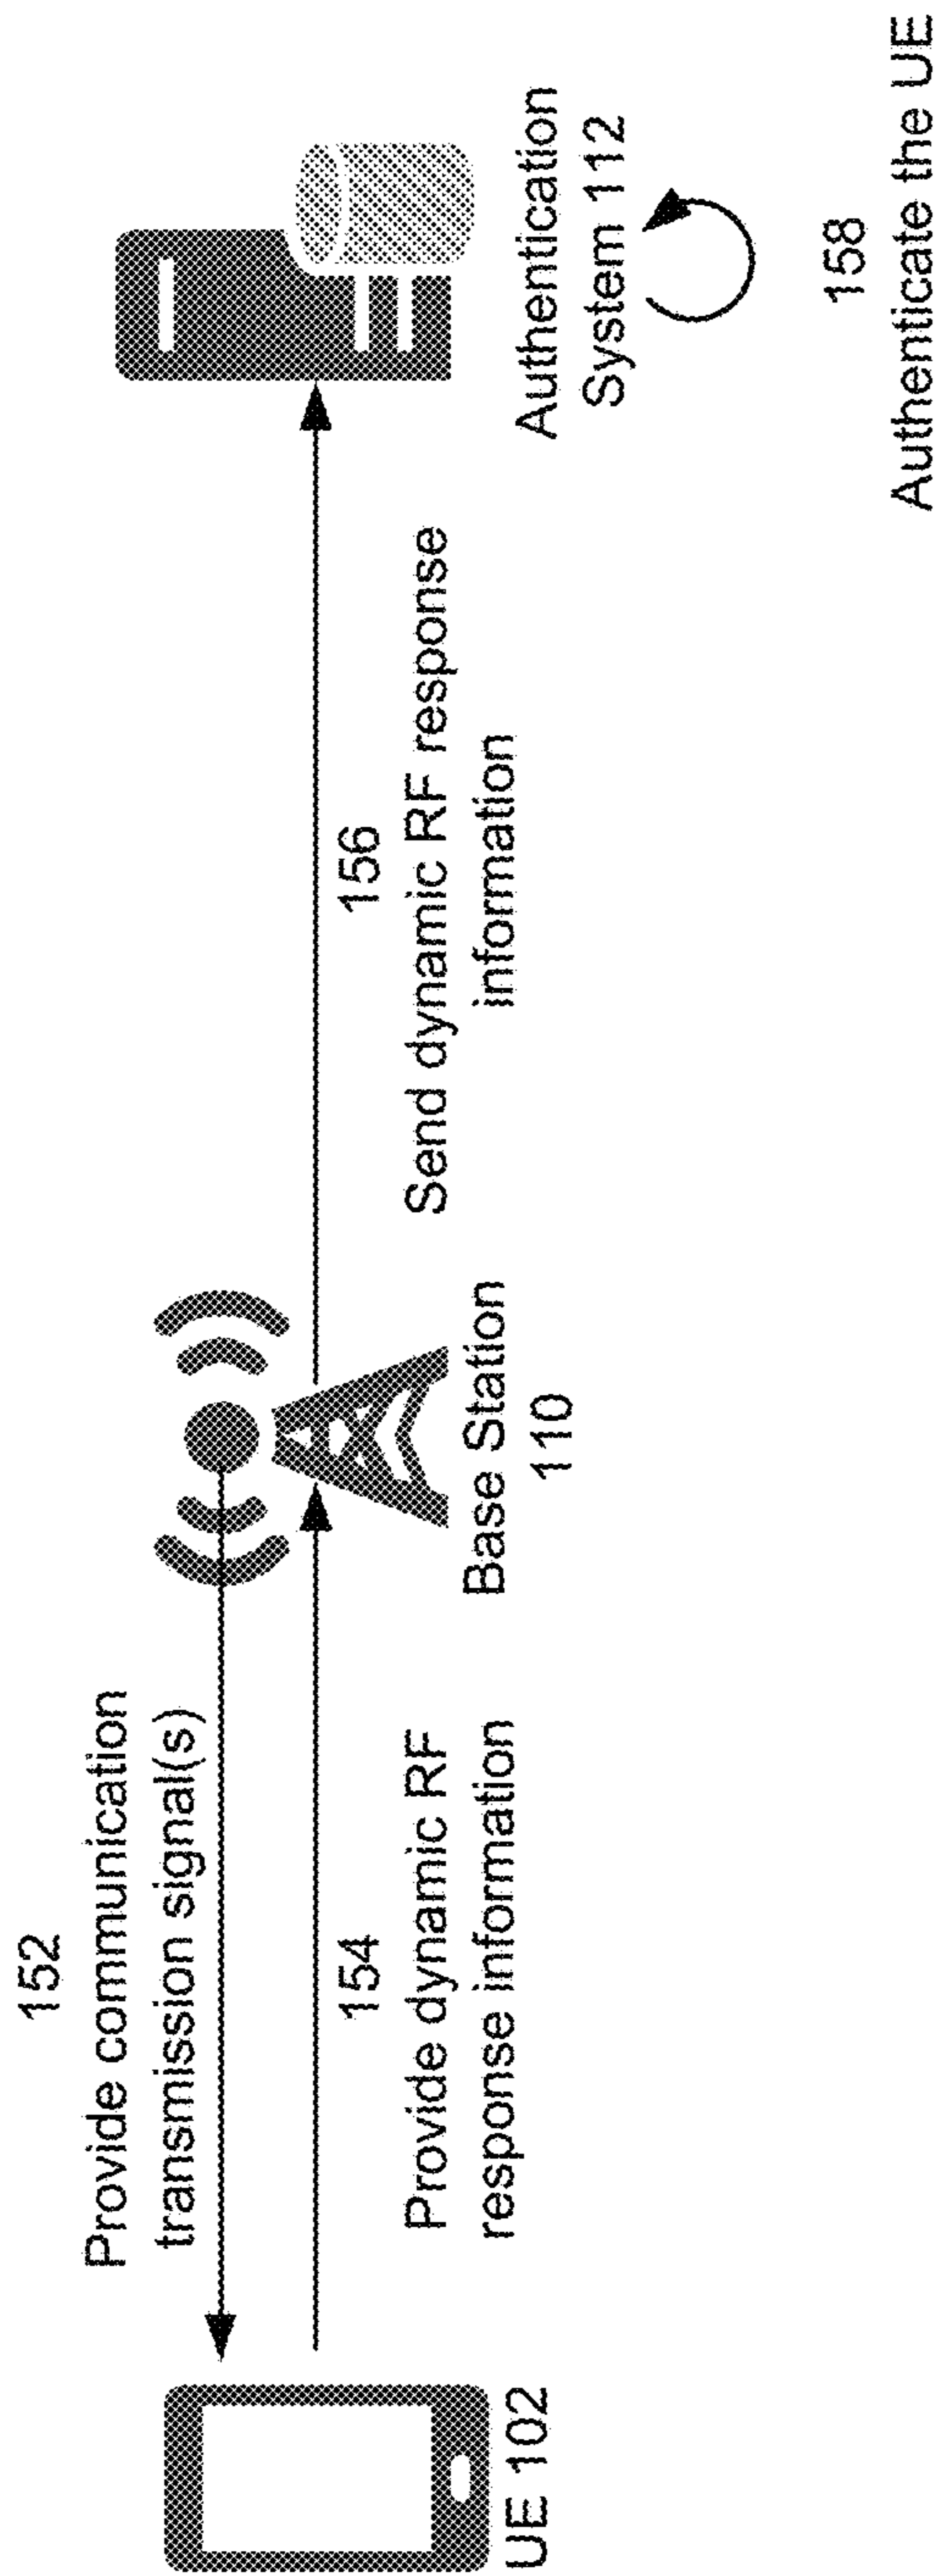 152
Provide communication
transmission signal(s)
154
Provide dynamic RF
response information
UE 102
Base Station
110
156
Send dynamic RF response
information
Authentication
System 112
158
Authenticate the UE